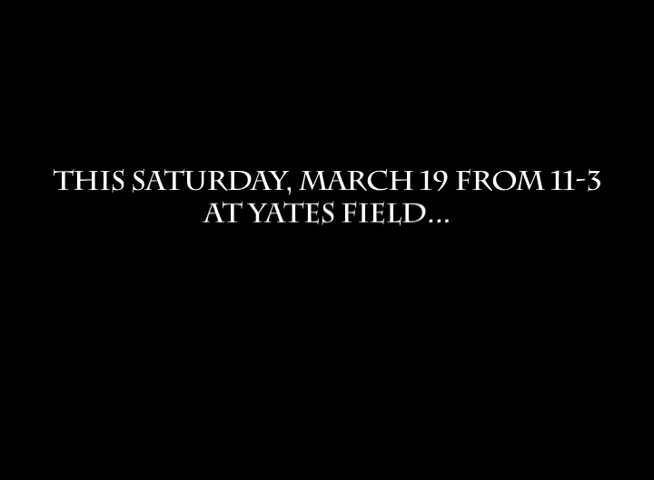 THIS SATURDAY, MARCH 19 FROM 11-3
AT YATES FIELD...